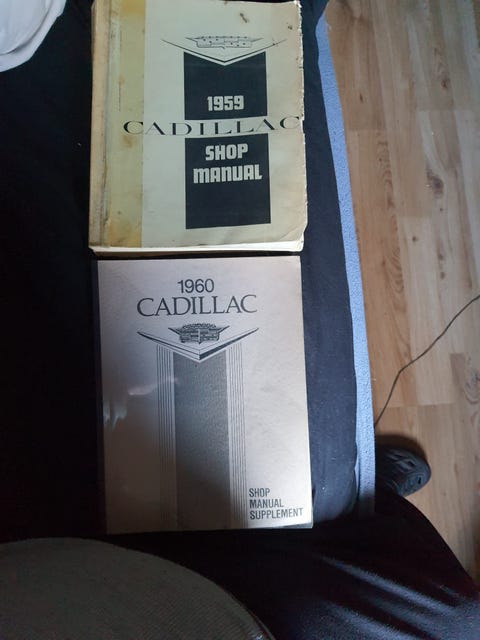 1959
CADILLAC
SHOP
MANUAL
1960
CADILLAC
SHOP
MANUAL
SUPPLEMENT